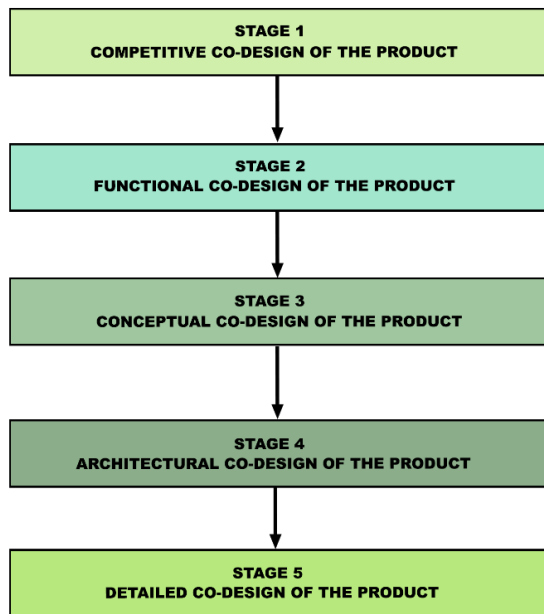 STAGE 1
COMPETITIVE CO-DESIGN OF THE PRODUCT
STAGE 2
FUNCTIONAL CO-DESIGN OF THE PRODUCT
STAGE 3
CONCEPTUAL CO-DESIGN OF THE PRODUCT
STAGE 4
ARCHITECTURAL CO-DESIGN OF THE PRODUCT
STAGE 5
DETAILED CO-DESIGN OF THE PRODUCT